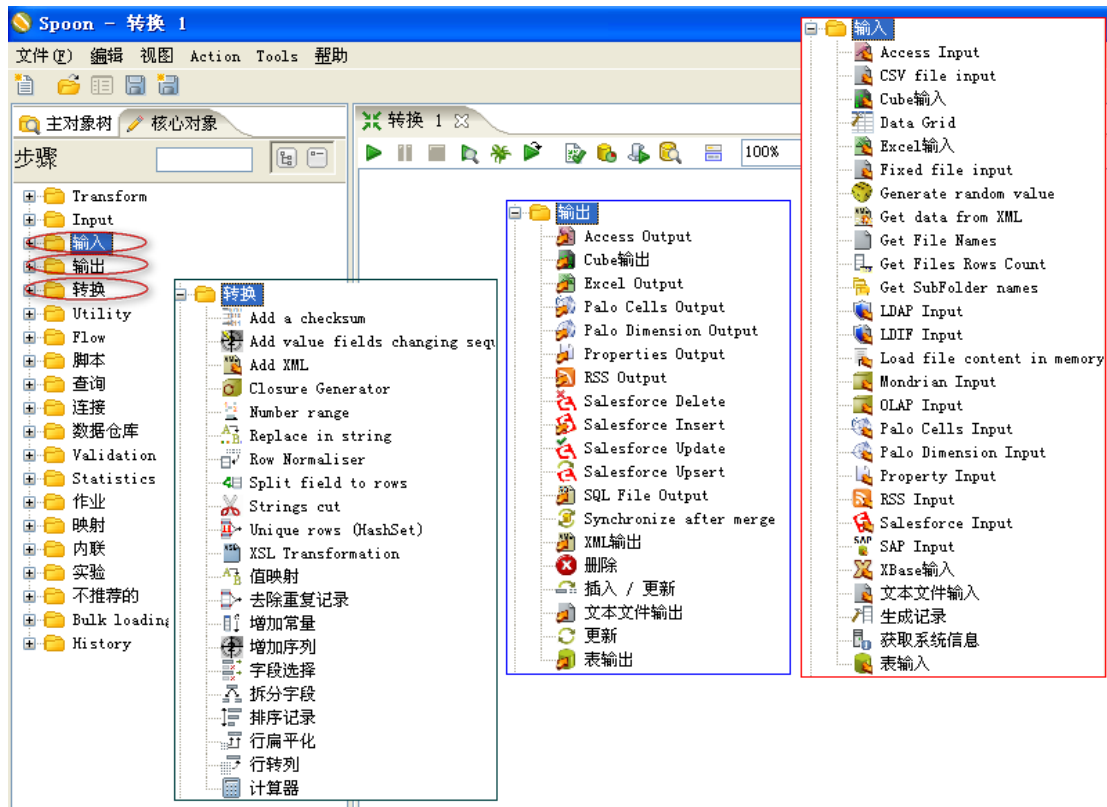 Spoon - 转换 1
文件(F) 编辑 视图 Action Tools 帮助
主对象树 核心对象
步骤
Transform
Input
输入
输出
转换
Utility
Flow
脚本
查询
连接
数据仓库
Validation
Statistics
作业
映射
内联
实验
不推荐的
Bulk loading
History
转换 1
100%
转换
Add a checksum
Add value fields changing sequ
Add XML
Closure Generator
Number range
Replace in string
Row Normaliser
Split field to rows
Strings cut
Unique rows (HashSet)
XSL Transformation
值映射
去除重复记录
增加常量
增加序列
字段选择
拆分字段
排序记录
行扁平化
行转列
计算器
输出
Access Output
Cube输出
Excel Output
Palo Cells Output
Palo Dimension Output
Properties Output
RSS Output
Salesforce Delete
Salesforce Insert
Salesforce Update
Salesforce Upsert
SQL File Output
Synchronize after merge
XML输出
删除
插入 / 更新
文本文件输出
更新
表输出
输入
Access Input
CSV file input
Cube输入
Data Grid
Excel输入
Fixed file input
Generate random value
Get data from XML
Get File Names
Get Files Rows Count
Get SubFolder names
LDAP Input
LDIF Input
Load file content in memory
Mondrian Input
OLAP Input
Palo Cells Input
Palo Dimension Input
Property Input
RSS Input
Salesforce Input
SAP Input
XBase输入
文本文件输入
生成记录
获取系统信息
表输入